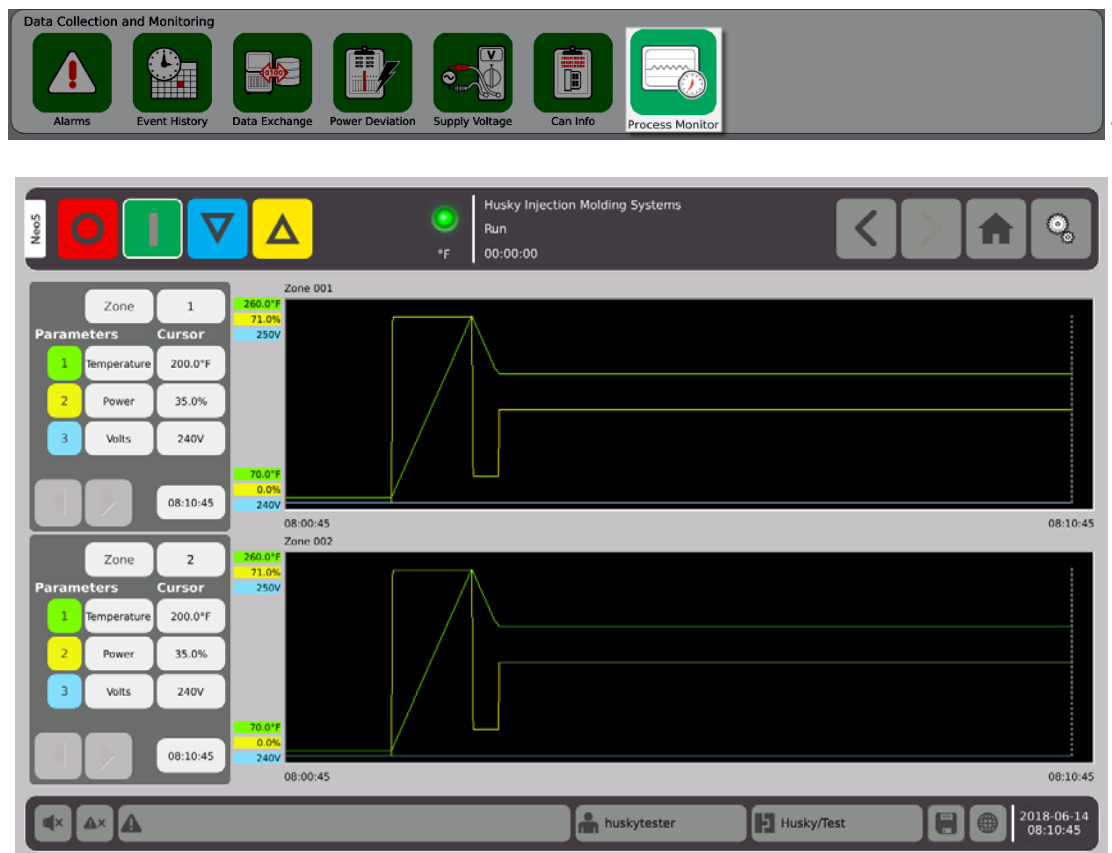 Data Collection and Monitoring
Alarms
Event History
Data Exchange
Power Deviation
Supply Voltage
Can Info
Process Monitor
0100
V
Neo5
°F
Husky Injection Molding Systems
Run
00:00:00
Zone 1
Parameters Cursor
1 Temperature 200.0°F
2 Power 35.0%
3 Volts 240V
08:10:45
Zone 001
260.0°F
71.0%
250V
70.0°F
0.0%
240V
08:00:45 08:10:45
Zone 2
Parameters Cursor
1 Temperature 200.0°F
2 Power 35.0%
3 Volts 240V
08:10:45
Zone 002
260.0°F
71.0%
250V
70.0°F
0.0%
240V
08:00:45 08:10:45
huskytester
Husky/Test
2018-06-14
08:10:45